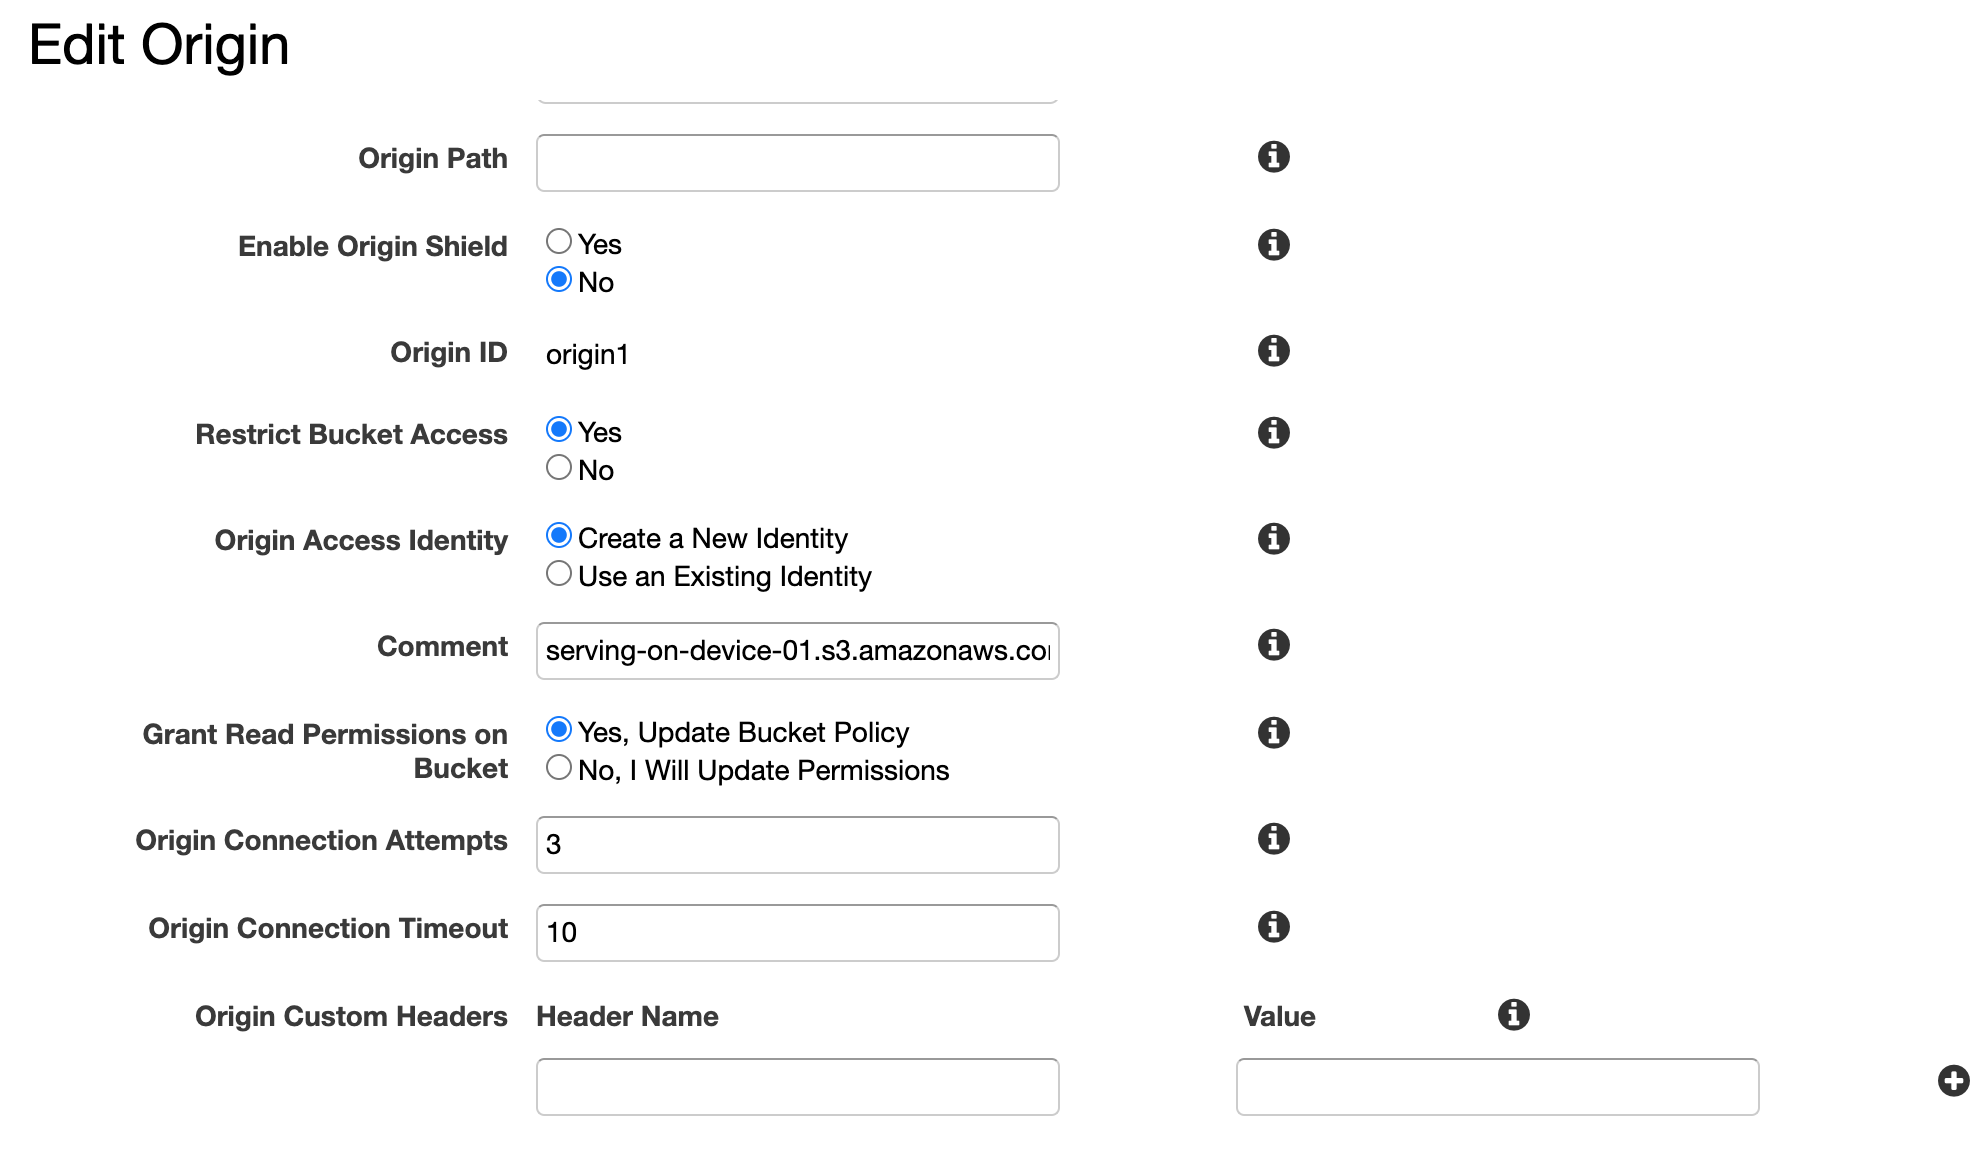 Edit Origin
Origin Path
Enable Origin Shield
Yes
No
Origin ID
origin1
Restrict Bucket Access
Yes
No
Origin Access Identity
Create a New Identity
Use an Existing Identity
Comment
serving-on-device-01.s3.amazonaws.co
Grant Read Permissions on
Bucket
Yes, Update Bucket Policy
No, I Will Update Permissions
Origin Connection Attempts
3
Origin Connection Timeout
10
Origin Custom Headers
Header Name
Value